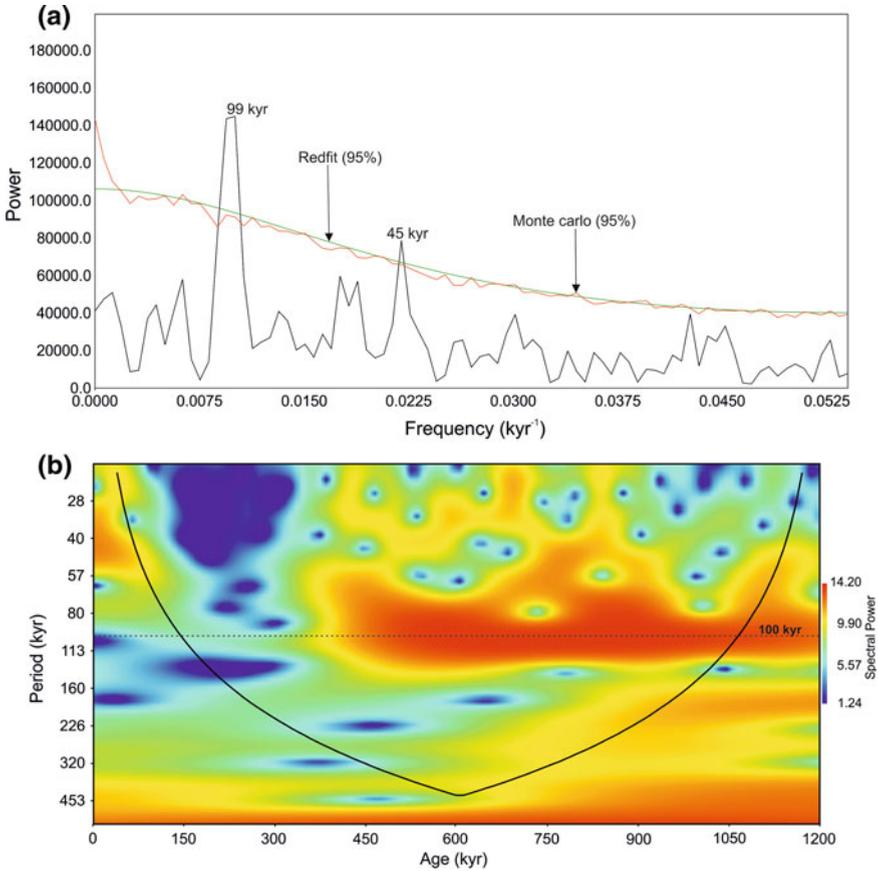 (a)
180000.0
160000.0
140000.0
120000.0
100000.0
80000.0
60000.0
40000.0
20000.0
0.0
Power
99 kyr
Redfit (95%)
45 kyr
Monte carlo (95%)
0.0000 0.0075 0.0150 0.0225 0.0300 0.0375 0.0450 0.0525
Frequency (kyr⁻¹)
(b)
28
40
57
80
113
160
226
320
453
Period (kyr)
100 kyr
14.20
9.90
5.57
1.24
Spectral Power
0 150 300 450 600 750 900 1050 1200
Age (kyr)